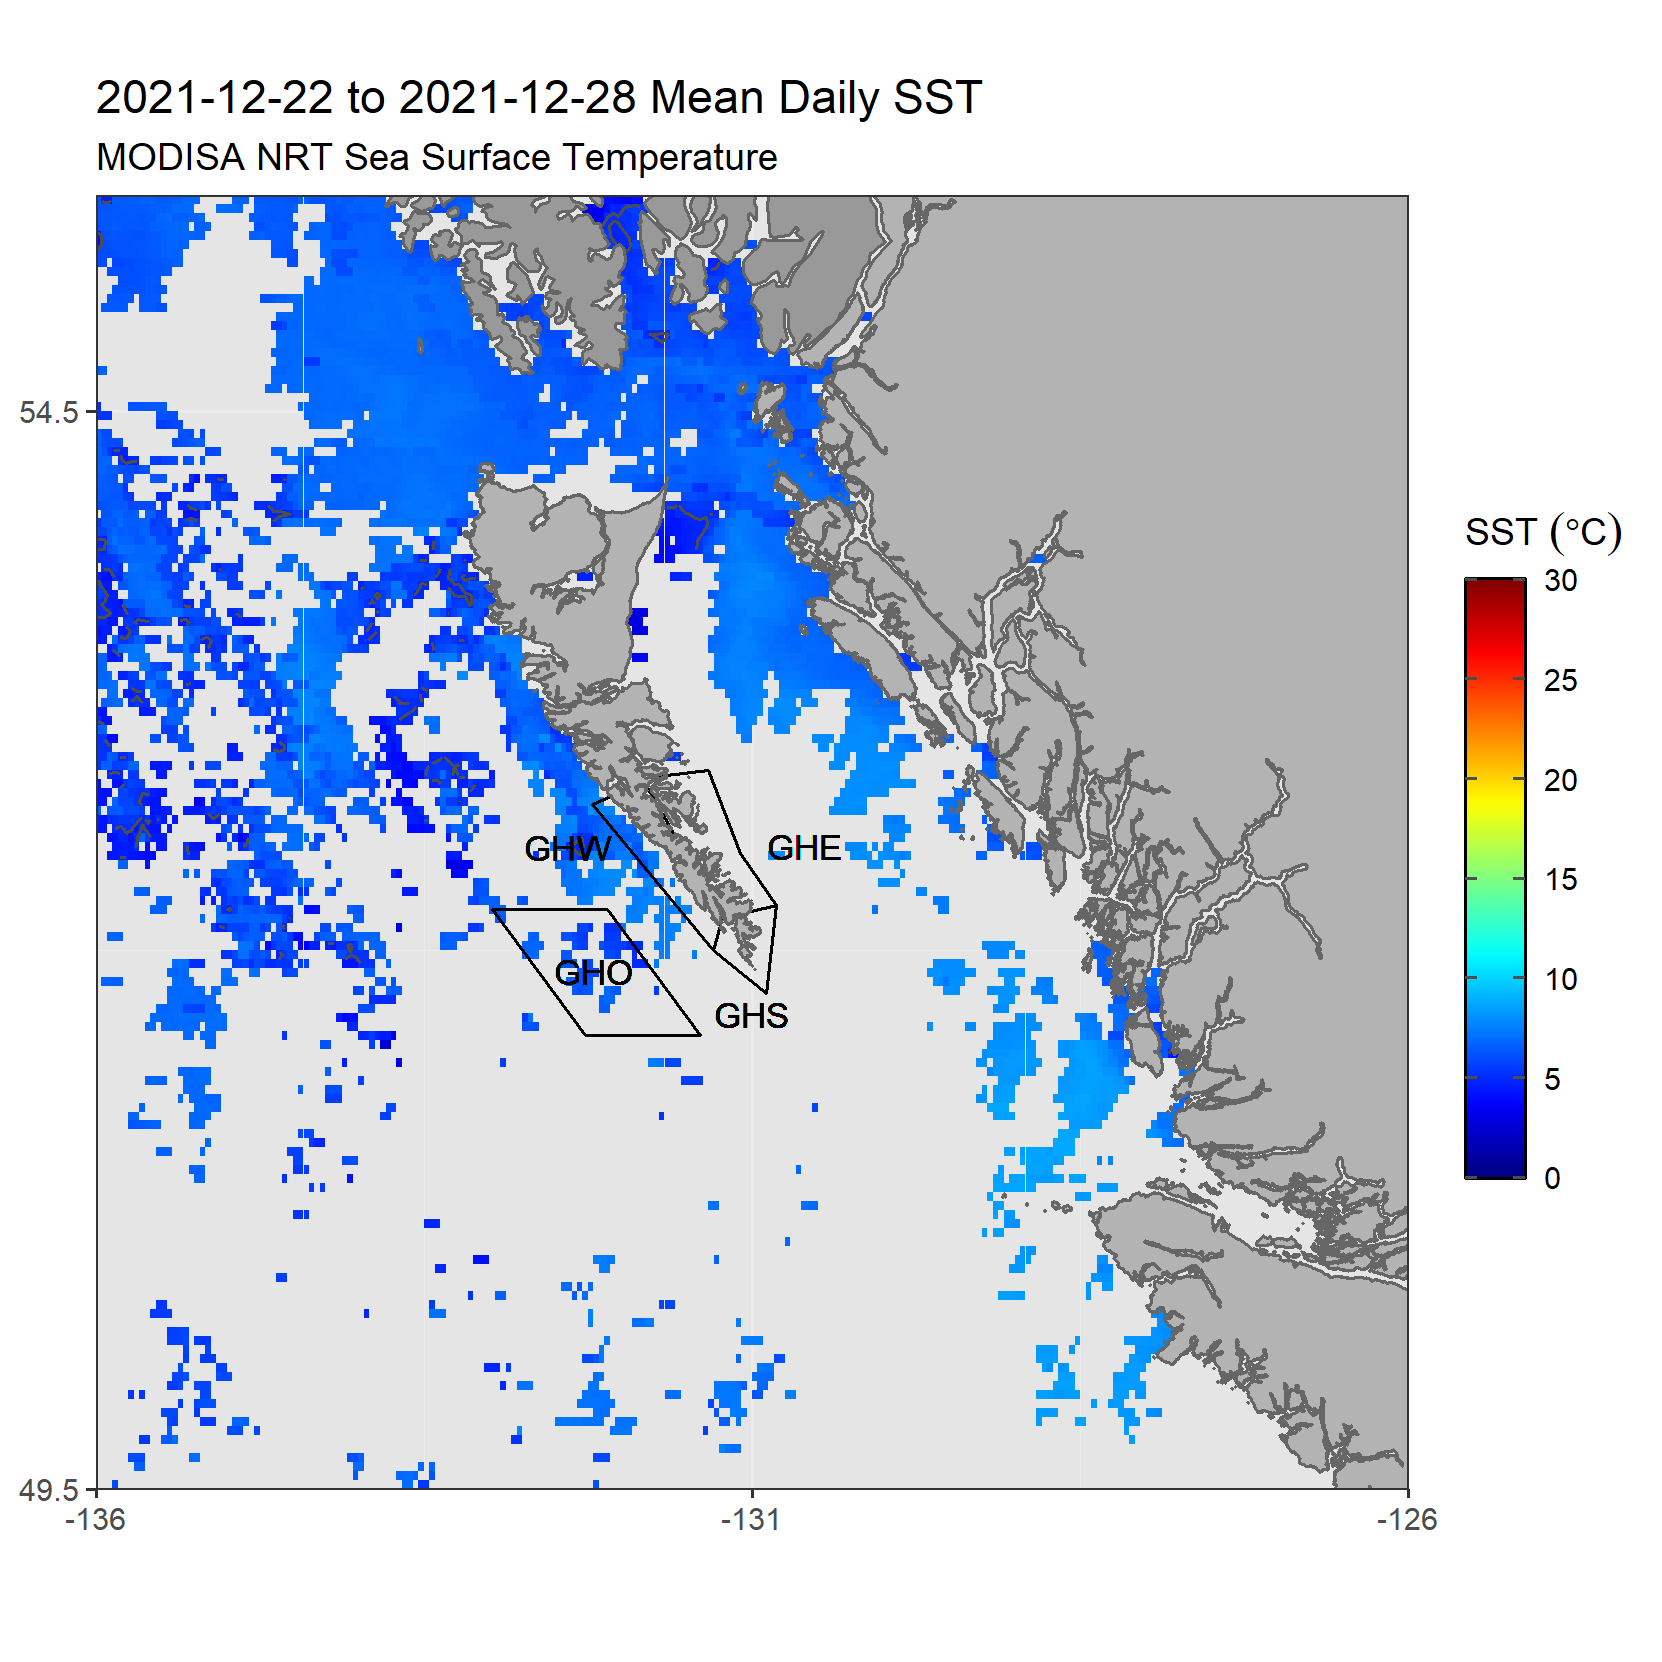 2021-12-22 to 2021-12-28 Mean Daily SST
MODISA NRT Sea Surface Temperature
54.5
49.5
-136
-131
-126
GHW
GHE
GHO
GHS
SST (°C)
30
25
20
15
10
5
0